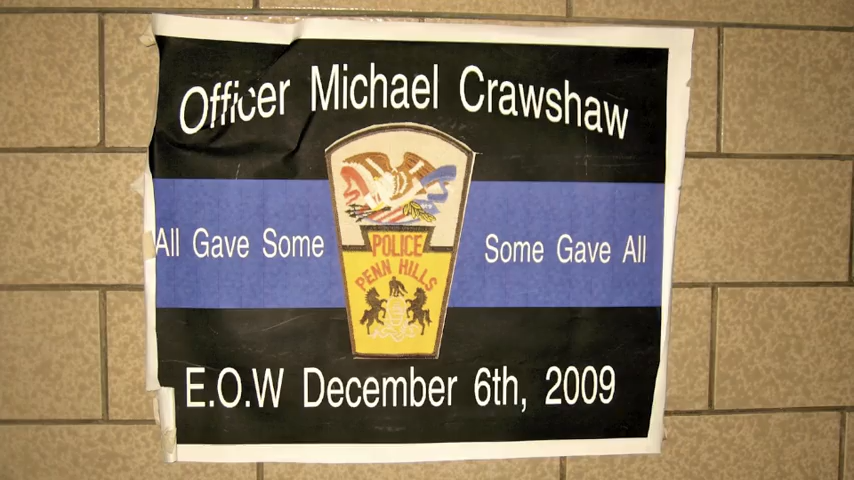 Officer Michael Crawshaw
All Gave Some
Some Gave All
POLICE
PENN HILLS
E.O.W December 6th, 2009